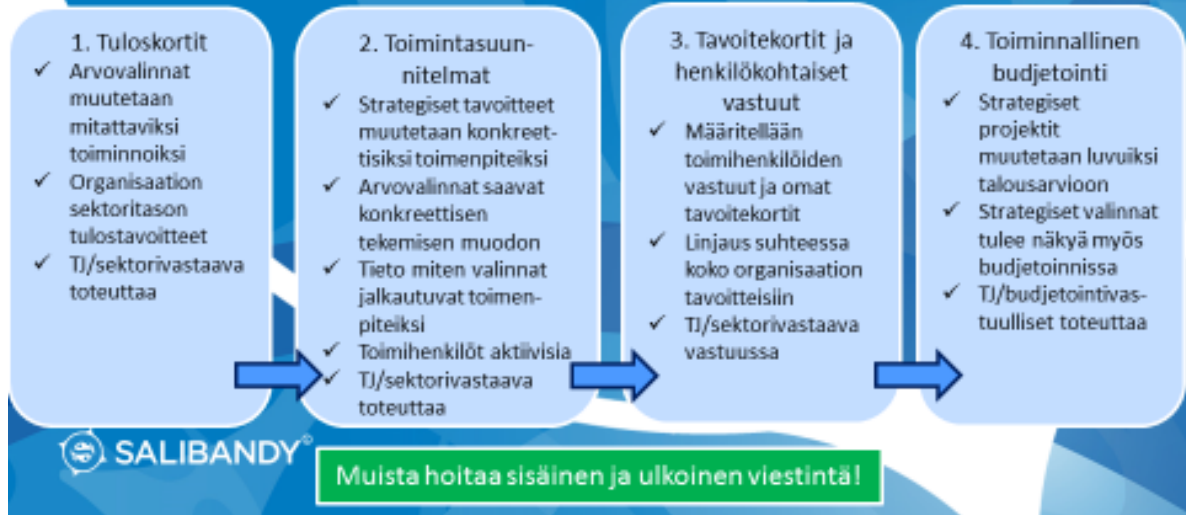 1. Tuloskortit
✓ Arvovalinnat
muutetaan
mitattaviksi
toiminnoiksi
✓ Organisaation
sektoritason
tulostavoitteet
✓ TJ/sektorivastaava
toteuttaa
2. Toimintasuun-
nitelmat
✓ Strategiset tavoitteet
muutetaan konkreet-
tisiksi toimenpiteiksi
✓ Arvovalinnat saavat
konkreettisen
tekemisen muodon
✓ Tieto miten valinnat
jalkautuvat toimen-
piteiksi
✓ Toimihenkilöt aktiivisia
✓ TJ/sektorivastaava
toteuttaa
3. Tavoitekortit ja
henkilökohtaiset
vastuut
✓ Määritellään
toimihenkilöiden
vastuut ja omat
tavoitekortit
✓ Linjaus suhteessa
koko organisaation
tavoitteisiin
✓ TJ/sektorivastaava
vastuussa
4. Toiminnallinen
budjetointi
✓ Strategiset
projektit
muutetaan luvuiksi
talousarvioon
✓ Strategiset valinnat
tulee näkyä myös
budjetoinnissa
✓ TJ/budjetointivas-
tuulliset toteuttaa
SALIBANDY
Muista hoitaa sisäinen ja ulkoinen viestintä!